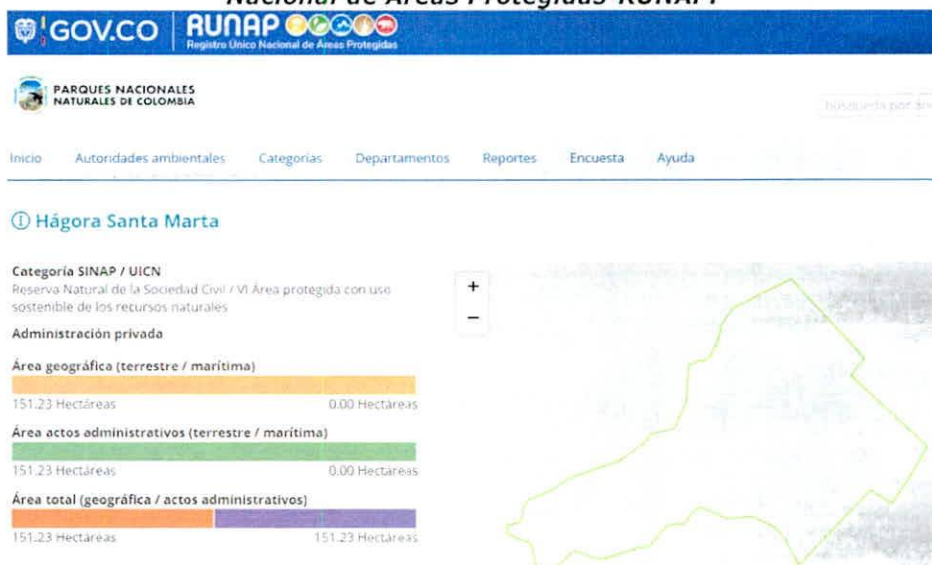 Nacional de Áreas Protegidas-RUNAP.
GOV.CO
RUNAP
Registro Único Nacional de Áreas Protegidas
PARQUES NACIONALES
NATURALES DE COLOMBIA
búsqueda por
Inicio Autoridades ambientales Categorías Departamentos Reportes Encuesta Ayuda
Hágora Santa Marta
Categoría SINAP / UICN
Reserva Natural de la Sociedad Civil / VI Área protegida con uso
sostenible de los recursos naturales
Administración privada
Área geográfica (terrestre / marítima)
151.23 Hectáreas 0.00 Hectáreas
Área actos administrativos (terrestre / marítima)
151.23 Hectáreas 0.00 Hectáreas
Área total (geográfica / actos administrativos)
151.23 Hectáreas 151.23 Hectáreas
+
−